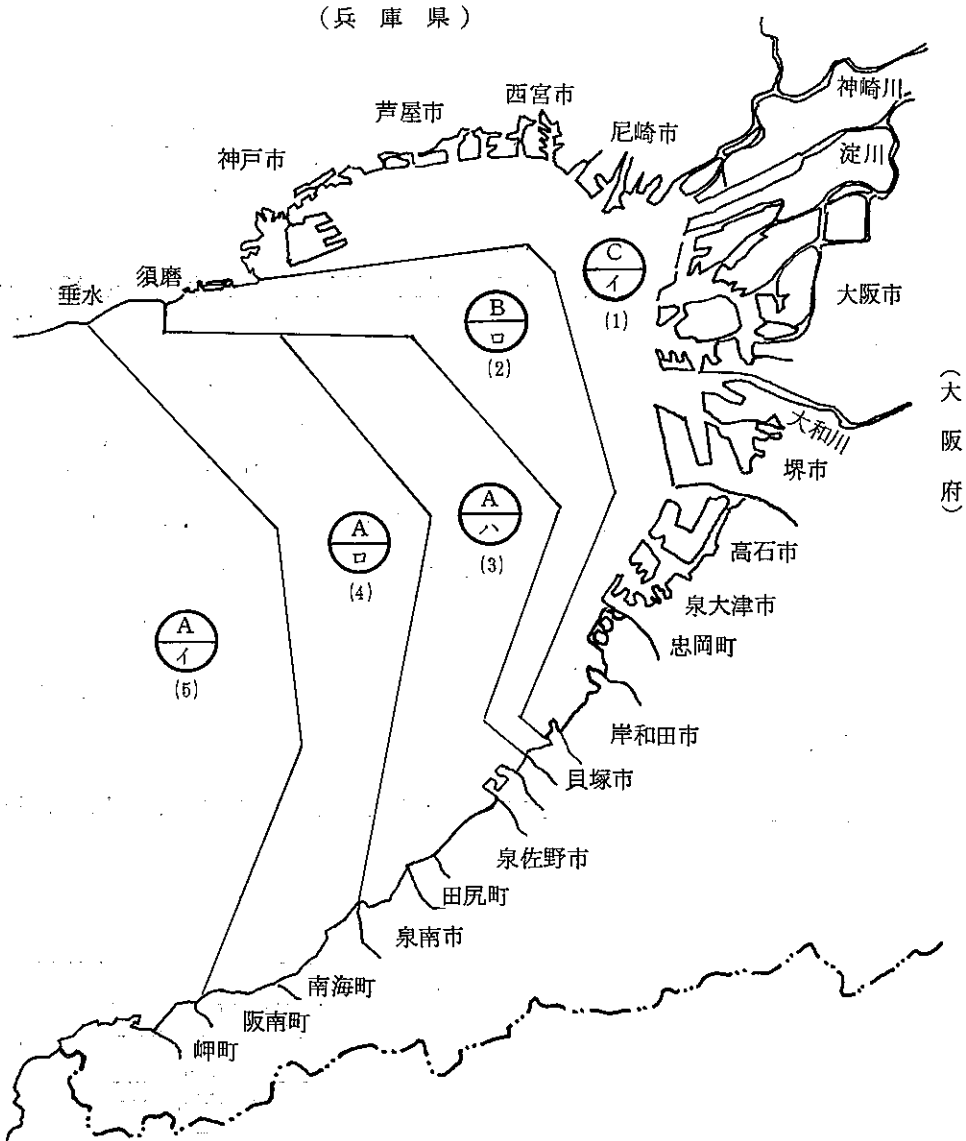 (兵庫県)
神崎川
西宮市
芦屋市
尼崎市
淀川
神戸市
須磨
垂水
大阪市
C
イ
(1)
B
ロ
(2)
(大阪府)
大和川
堺市
A
ハ
(3)
A
ロ
(4)
高石市
泉大津市
忠岡町
A
イ
(5)
岸和田市
貝塚市
泉佐野市
田尻町
泉南市
南海町
阪南町
岬町